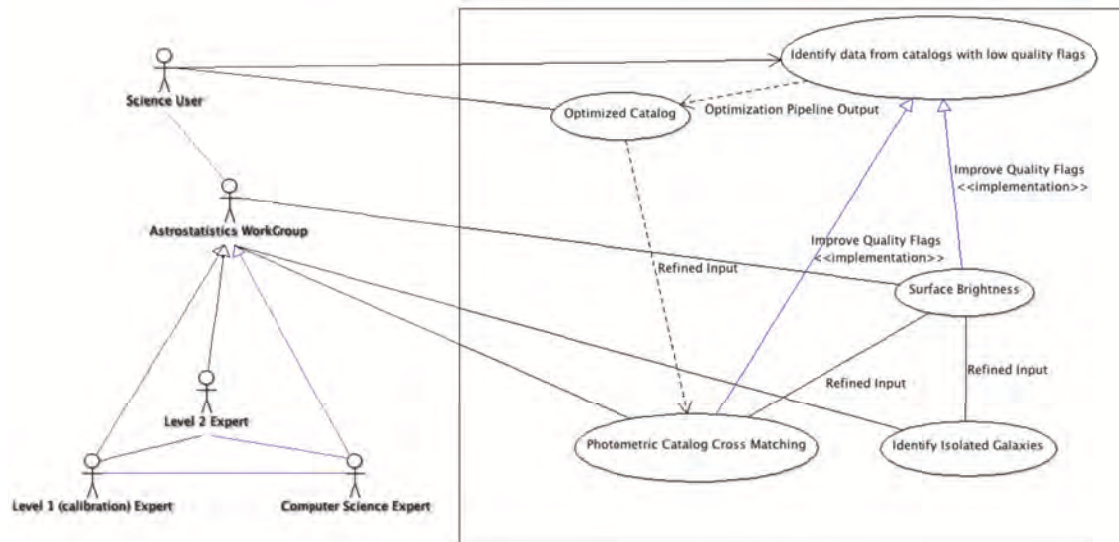 Identify data from catalogs with low quality flags
Science User
Optimized Catalog
Optimization Pipeline Output
Improve Quality Flags
<<implementation>>
Astrostatistics WorkGroup
Improve Quality Flags
<<implementation>>
Refined Input
Surface Brightness
Refined Input
Refined Input
Level 2 Expert
Photometric Catalog Cross Matching
Identify Isolated Galaxies
Level 1 (calibration) Expert
Computer Science Expert